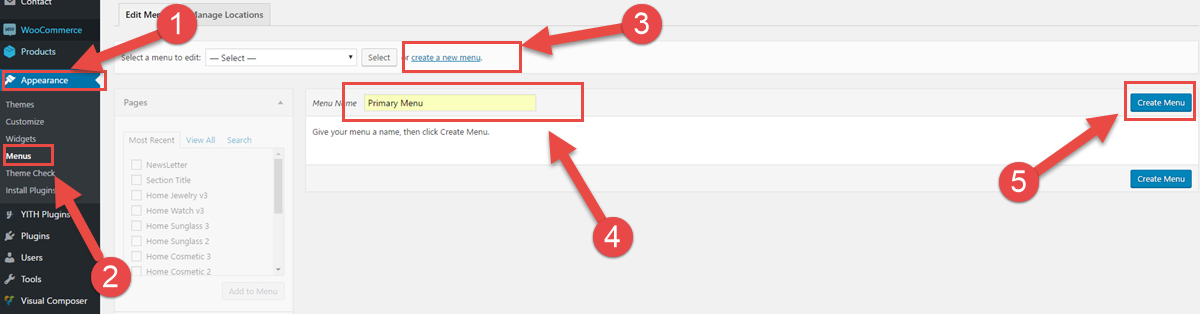 Contact
WooCommerce
Products
Appearance
Themes
Customize
Widgets
Menus
Theme Check
Install Plugins
YITH Plugins
Plugins
Users
Tools
Visual Composer
1
2
Edit Manage Locations
Select a menu to edit: — Select — Select or create a new menu.
3
Pages
Most Recent View All Search
NewsLetter
Section Title
Home Jewelry v3
Home Watch v3
Home Sunglass 3
Home Sunglass 2
Home Cosmetic 3
Home Cosmetic 2
Add to Menu
Menu Name Primary Menu Create Menu
Give your menu a name, then click Create Menu.
4
5
Create Menu